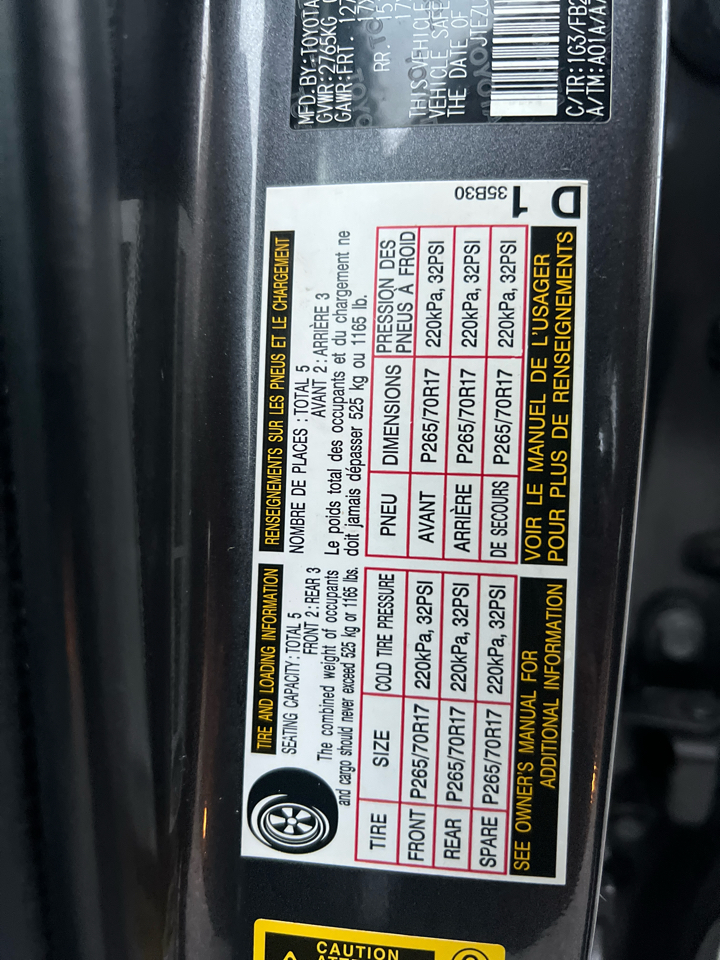 MFD. BY:TOYOTA
GVWR:2765KG
GAWR:FRT. 127
RR.
THIS VEHICLE
VEHICLE SAFE
THE DATE OF
JTEZU
C/TR:1G3/FB2
A/TM:A01A/A7
TIRE AND LOADING INFORMATION
SEATING CAPACITY:TOTAL 5
FRONT 2:REAR 3
The combined weight of occupants
and cargo should never exceed 525 kg or 1165 lbs.
TIRE SIZE COLD TIRE PRESSURE
FRONT P265/70R17 220kPa, 32PSI
REAR P265/70R17 220kPa, 32PSI
SPARE P265/70R17 220kPa, 32PSI
SEE OWNER'S MANUAL FOR
ADDITIONAL INFORMATION
RENSEIGNEMENTS SUR LES PNEUS ET LE CHARGEMENT
NOMBRE DE PLACES : TOTAL 5
AVANT 2 : ARRIÈRE 3
Le poids total des occupants et du chargement ne
doit jamais dépasser 525 kg ou 1165 lb.
PNEU DIMENSIONS PRESSION DES
PNEUS À FROID
AVANT P265/70R17 220kPa, 32PSI
ARRIÈRE P265/70R17 220kPa, 32PSI
DE SECOURS P265/70R17 220kPa, 32PSI
VOIR LE MANUEL DE L'USAGER
POUR PLUS DE RENSEIGNEMENTS
35B30
1
D
CAUTION